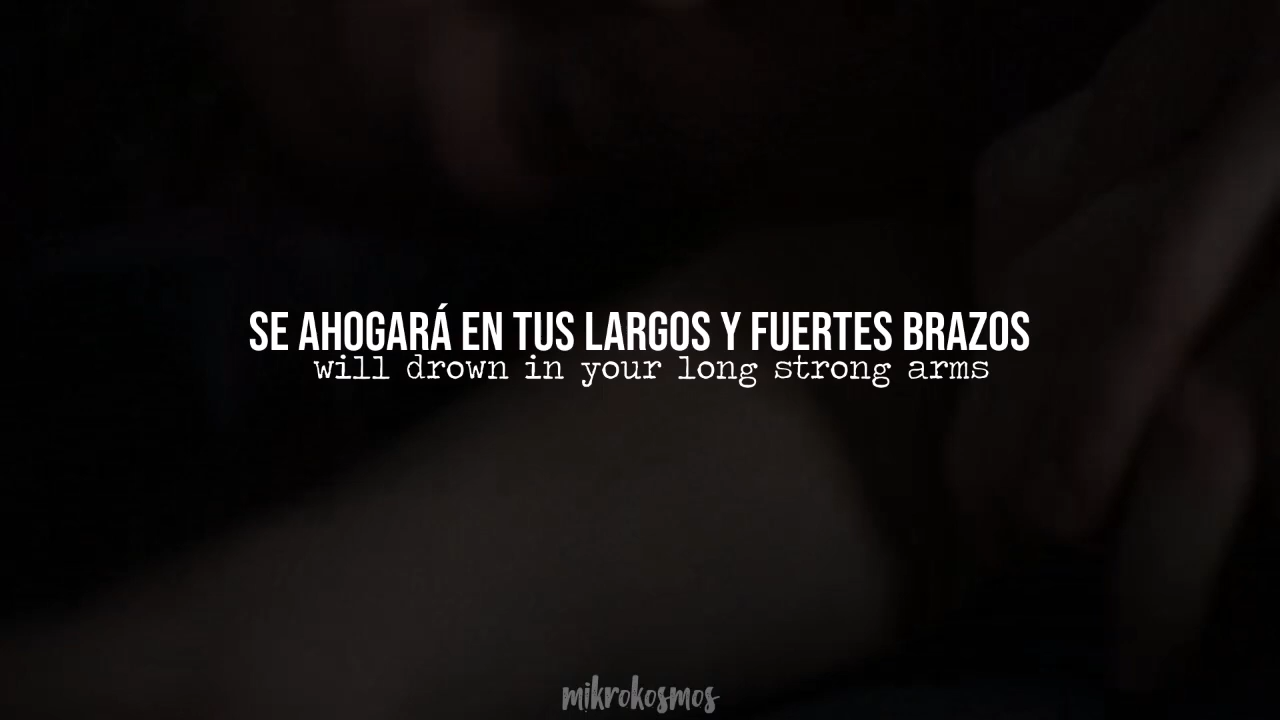 SE AHOGARÁ EN TUS LARGOS Y FUERTES BRAZOS
will drown in your long strong arms
mikrokosmos